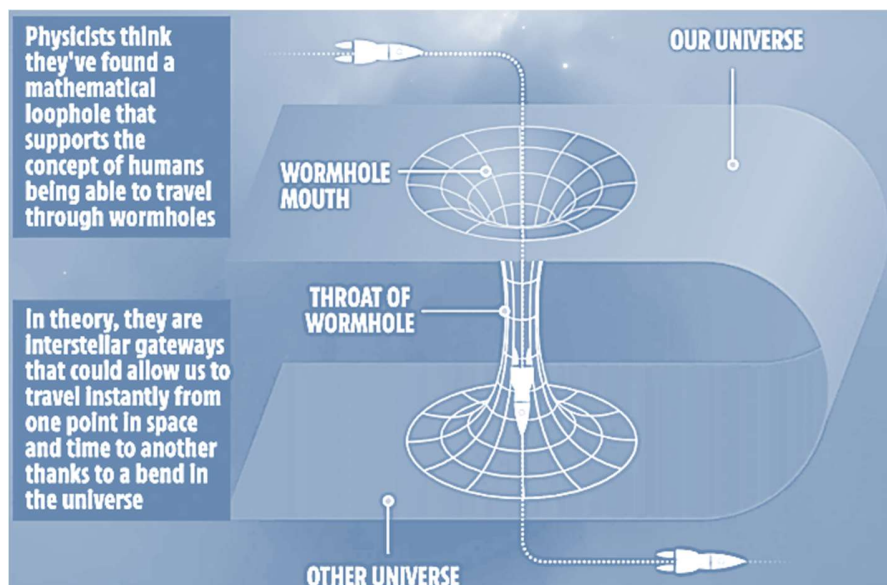 Physicists think
they've found a
mathematical
loophole that
supports the
concept of humans
being able to travel
through wormholes
OUR UNIVERSE
WORMHOLE
MOUTH
THROAT OF
WORMHOLE
In theory, they are
interstellar gateways
that could allow us to
travel instantly from
one point in space
and time to another
thanks to a bend in
the universe
OTHER UNIVERSE